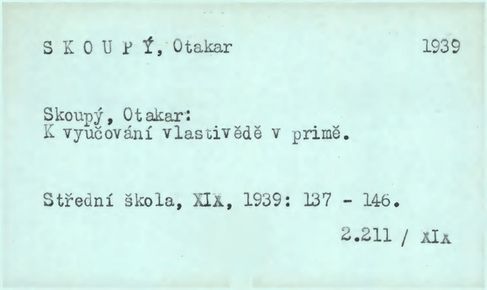 S K O U P Ý, Otakar 1939
Skoupý, Otakar:
K vyučování vlastivědě v primě.
Střední škola, XIX, 1939: 137 - 146.
2.211 / XIX